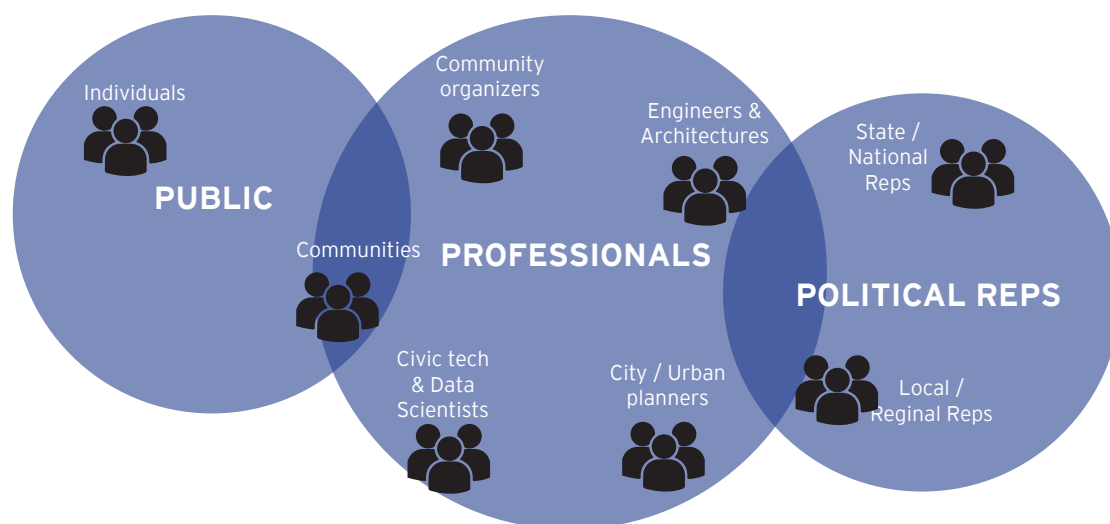 Individuals
PUBLIC
Communities
Community
organizers
Engineers &
Architectures
PROFESSIONALS
Civic tech
& Data
Scientists
City / Urban
planners
State /
National
Reps
POLITICAL REPS
Local /
Reginal Reps